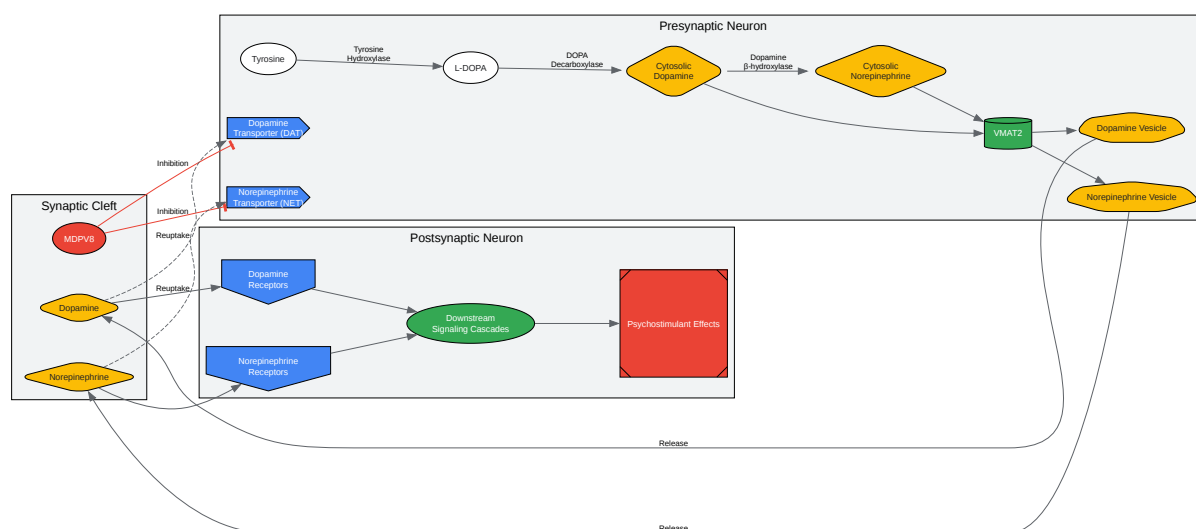 Presynaptic Neuron
Tyrosine
Tyrosine
Hydroxylase
L-DOPA
DOPA
Decarboxylase
Cytosolic
Dopamine
Dopamine
β-hydroxylase
Cytosolic
Norepinephrine
Dopamine
Transporter (DAT)
VMAT2
Dopamine Vesicle
Norepinephrine
Transporter (NET)
Norepinephrine Vesicle
Inhibition
Inhibition
Reuptake
Reuptake
Synaptic Cleft
MDPV8
Dopamine
Norepinephrine
Postsynaptic Neuron
Dopamine
Receptors
Norepinephrine
Receptors
Downstream
Signaling Cascades
Psychostimulant Effects
Release
Release